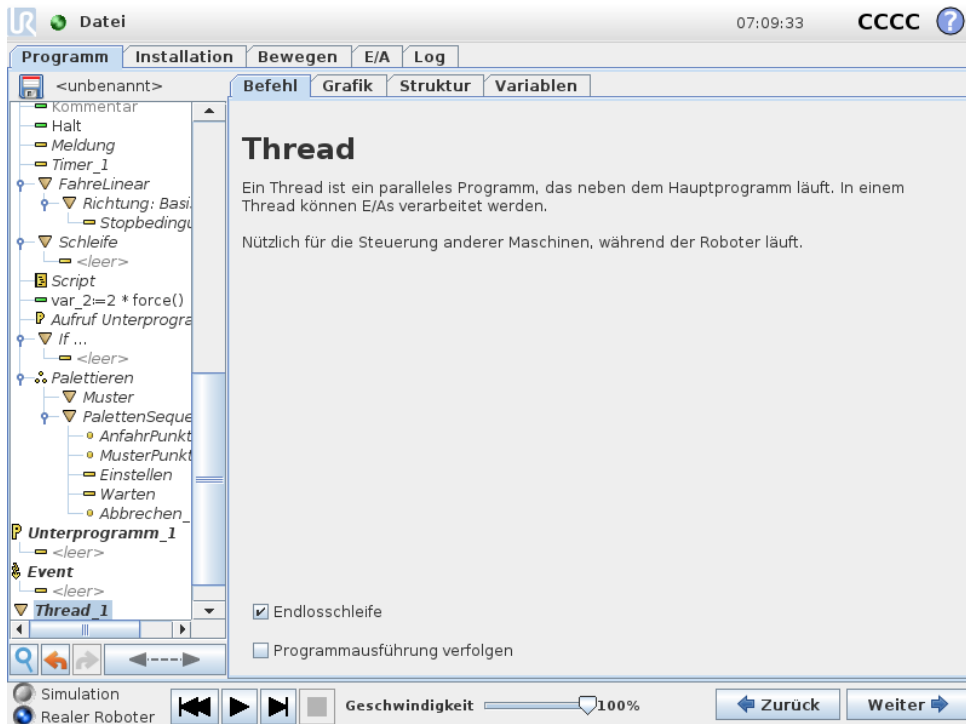 UR Datei 07:09:33 CCCC ?
Programm Installation Bewegen E/A Log
<unbenannt>
Befehl Grafik Struktur Variablen
Kommentar
Halt
Meldung
Timer_1
FahreLinear
Richtung: Basi
Stopbedingu
Schleife
<leer>
Script
var_2:=2 * force()
Aufruf Unterprogra
If ...
<leer>
Palettieren
Muster
PalettenSeque
AnfahrPunkt
MusterPunkt
Einstellen
Warten
Abbrechen_
P Unterprogramm_1
<leer>
Event
<leer>
Thread_1
Thread
Ein Thread ist ein paralleles Programm, das neben dem Hauptprogramm läuft. In einem
Thread können E/As verarbeitet werden.
Nützlich für die Steuerung anderer Maschinen, während der Roboter läuft.
Endlosschleife
Programmausführung verfolgen
Simulation
Realer Roboter
Geschwindigkeit 100%
Zurück
Weiter